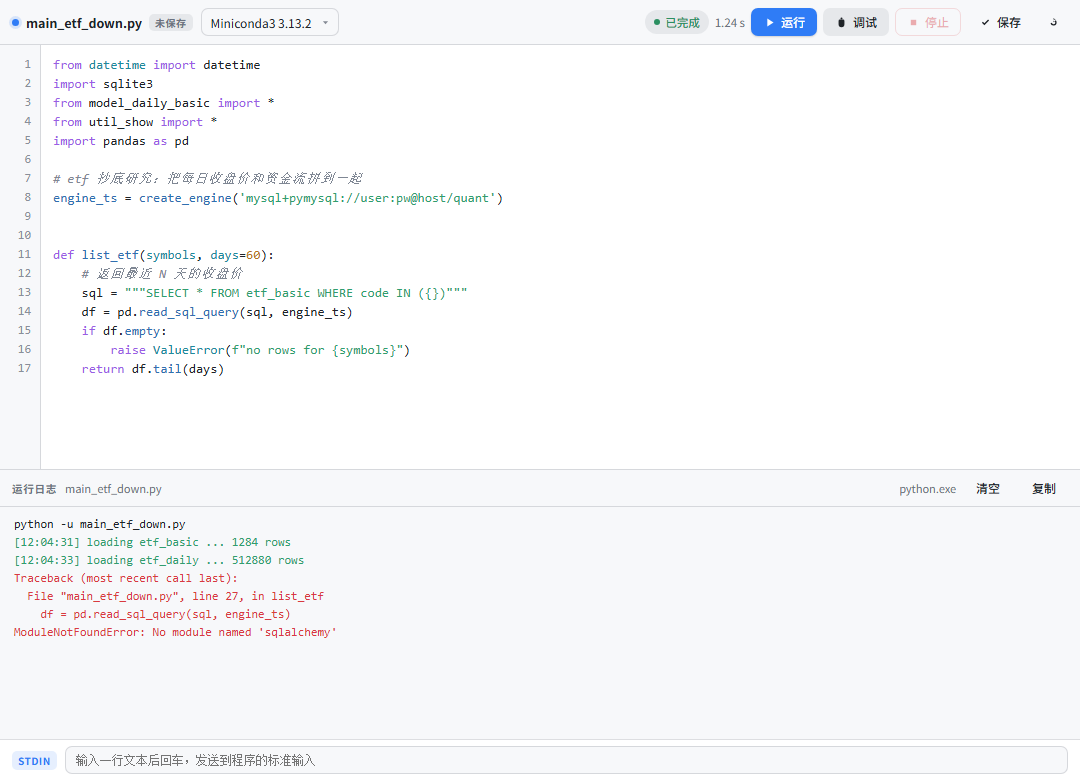 main_etf_down.py 未保存 Miniconda3 3.13.2 已完成 1.24 s 运行 调试 停止 保存
1 from datetime import datetime
2 import sqlite3
3 from model_daily_basic import *
4 from util_show import *
5 import pandas as pd
6
7 # etf 抄底研究：把每日收盘价和资金流拼到一起
8 engine_ts = create_engine('mysql+pymysql://user:pw@host/quant')
9
10
11 def list_etf(symbols, days=60):
12     # 返回最近 N 天的收盘价
13     sql = """SELECT * FROM etf_basic WHERE code IN ({})"""
14     df = pd.read_sql_query(sql, engine_ts)
15     if df.empty:
16         raise ValueError(f"no rows for {symbols}")
17     return df.tail(days)
运行日志 main_etf_down.py python.exe 清空 复制
python -u main_etf_down.py
[12:04:31] loading etf_basic ... 1284 rows
[12:04:33] loading etf_daily ... 512880 rows
Traceback (most recent call last):
  File "main_etf_down.py", line 27, in list_etf
    df = pd.read_sql_query(sql, engine_ts)
ModuleNotFoundError: No module named 'sqlalchemy'
STDIN 输入一行文本后回车，发送到程序的标准输入